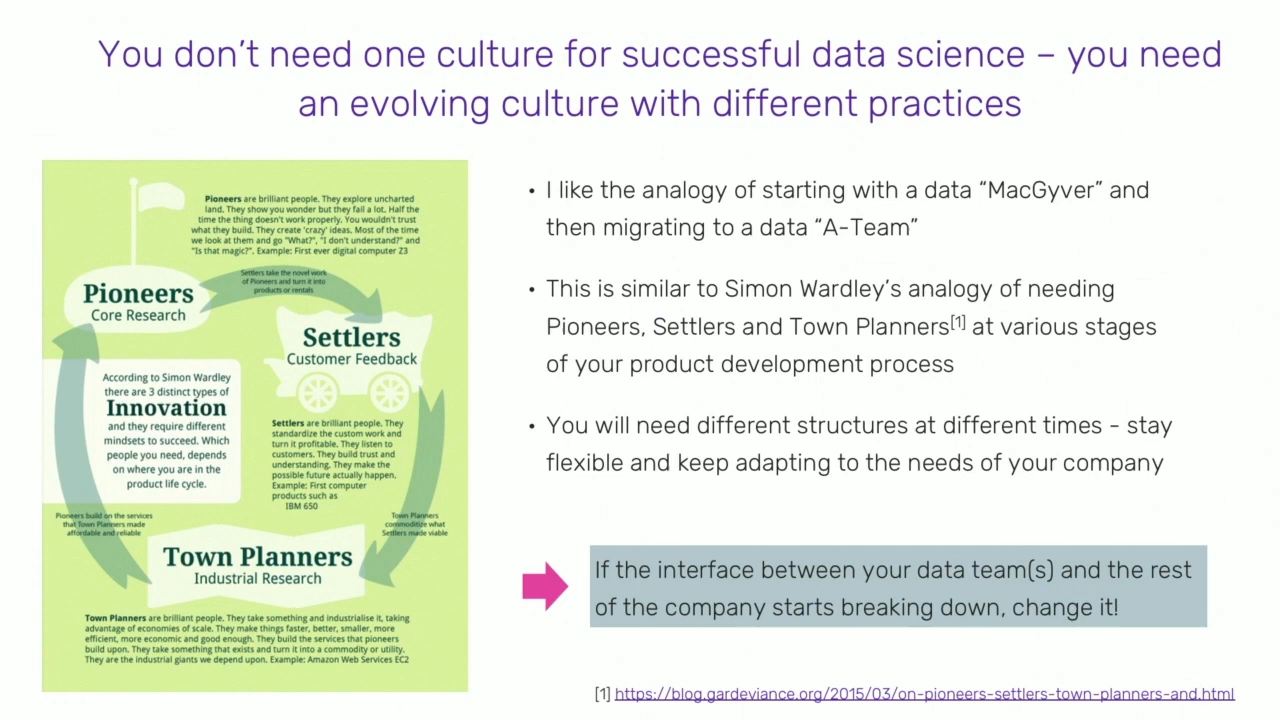 You don't need one culture for successful data science – you need
an evolving culture with different practices
Pioneers are brilliant people. They explore uncharted
land. They show you wonder but they fail a lot. Half the
time the thing doesn't work properly. You wouldn't trust
what they build. They create 'crazy' ideas. Most of the time
we look at them and go "What?", "I don't understand?" and
"Is that magic?". Example: First ever digital computer Z3
Settlers take the novel work
of Pioneers and turn it into
products or rentals
Pioneers
Core Research
Settlers
Customer Feedback
According to Simon Wardley
there are 3 distinct types of
Innovation
and they require different
mindsets to succeed. Which
people you need, depends
on where you are in the
product life cycle.
Settlers are brilliant people. They
standardize the custom work and
turn it profitable. They listen to
customers. They build trust and
understanding. They make the
possible future actually happen.
Example: First computer
products such as
IBM 650
Pioneers build on the services
that Town Planners made
affordable and reliable
Town Planners
commoditize what
Settlers made viable
Town Planners
Industrial Research
Town Planners are brilliant people. They take something and industrialise it, taking
advantage of economies of scale. They make things faster, better, smaller, more
efficient, more economic and good enough. They build the services that pioneers
build upon. They take something that exists and turn it into a commodity or utility.
They are the industrial giants we depend upon. Example: Amazon Web Services EC2
• I like the analogy of starting with a data “MacGyver” and
then migrating to a data “A-Team”
• This is similar to Simon Wardley's analogy of needing
Pioneers, Settlers and Town Planners[1] at various stages
of your product development process
• You will need different structures at different times - stay
flexible and keep adapting to the needs of your company
If the interface between your data team(s) and the rest
of the company starts breaking down, change it!
[1] https://blog.gardeviance.org/2015/03/on-pioneers-settlers-town-planners-and.html